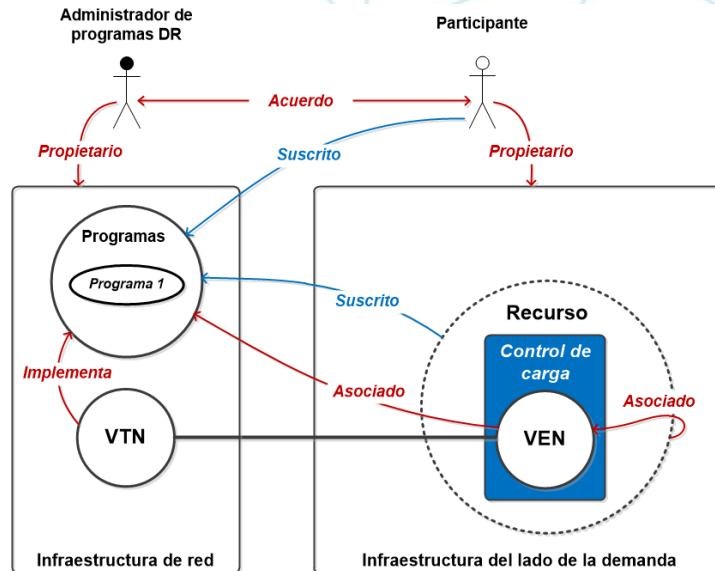 Administrador de
programas DR
Participante
Acuerdo
Propietario
Suscrito
Propietario
Programas
Programa 1
Suscrito
Recurso
Control de
carga
Implementa
Asociado
Asociado
VTN
VEN
Infraestructura de red
Infraestructura del lado de la demanda